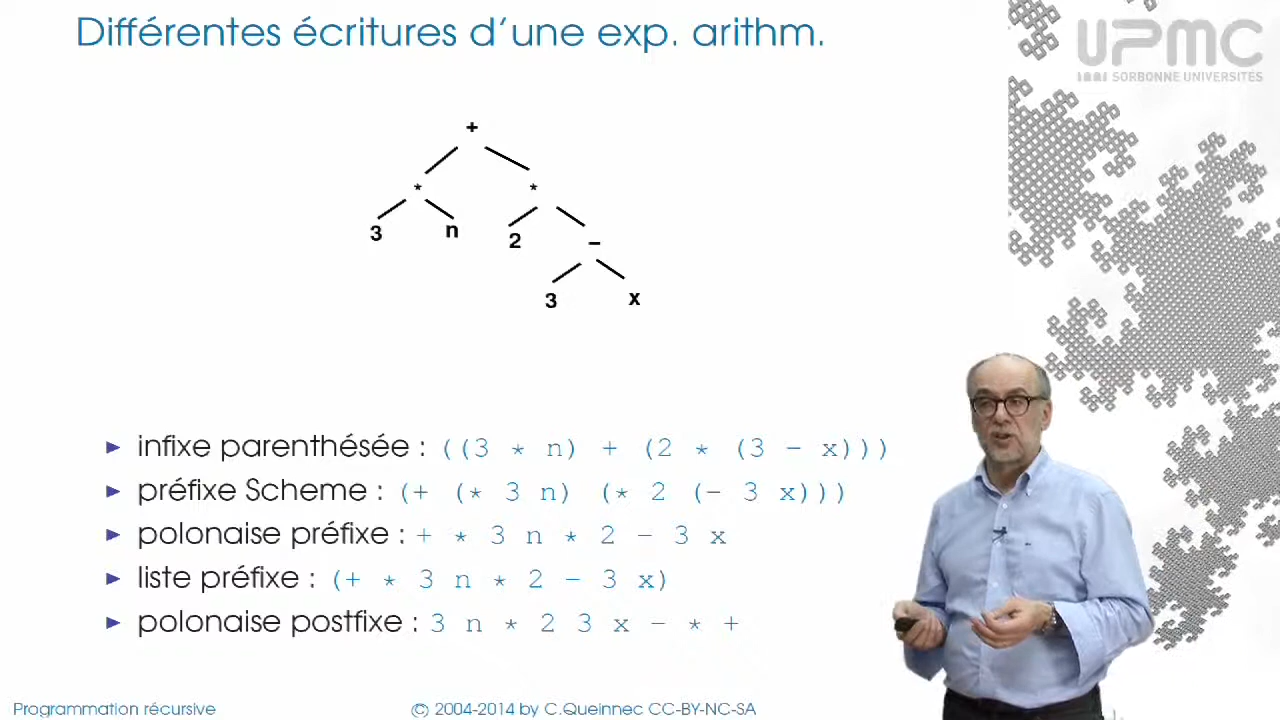 Différentes écritures d'une exp. arithm.
UPMC
SORBONNE UNIVERSITÉS
+
* *
3 n 2 −
3 x
infixe parenthésée : ((3 * n) + (2 * (3 - x)))
préfixe Scheme : (+ (* 3 n) (* 2 (- 3 x)))
polonaise préfixe : + * 3 n * 2 - 3 x
liste préfixe : (+ * 3 n * 2 - 3 x)
polonaise postfixe : 3 n * 2 3 x - * +
Programmation récursive
© 2004-2014 by C.Queinnec CC-BY-NC-SA